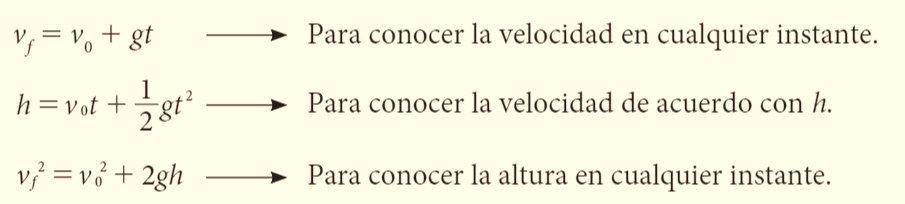 v_f = v_0 + gt ⟶ Para conocer la velocidad en cualquier instante.
h = v_0t + \frac{1}{2}gt^2 ⟶ Para conocer la velocidad de acuerdo con h.
v_f^2 = v_0^2 + 2gh ⟶ Para conocer la altura en cualquier instante.